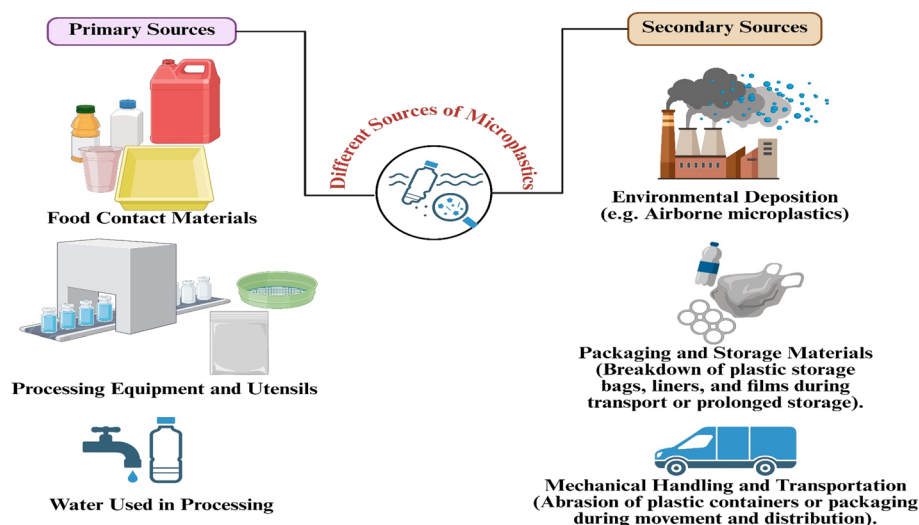 Primary Sources
Secondary Sources
Different Sources of Microplastics
Food Contact Materials
Processing Equipment and Utensils
Water Used in Processing
Environmental Deposition
(e.g. Airborne microplastics)
Packaging and Storage Materials
(Breakdown of plastic storage
bags, liners, and films during
transport or prolonged storage).
Mechanical Handling and Transportation
(Abrasion of plastic containers or packaging
during movement and distribution).